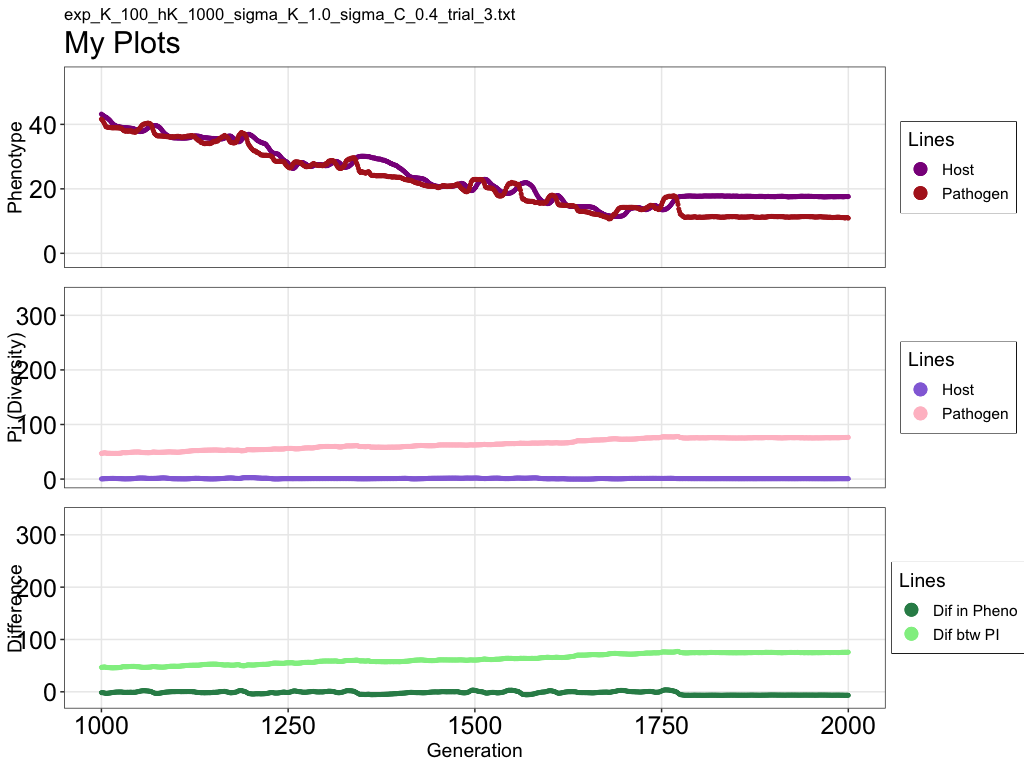 exp_K_100_hK_1000_sigma_K_1.0_sigma_C_0.4_trial_3.txt
My Plots
Phenotype
40
20
0
Lines
Host
Pathogen
Pi (Diversity)
300
200
100
0
Lines
Host
Pathogen
Difference
300
200
100
0
Lines
Dif in Pheno
Dif btw PI
1000 1250 1500 1750 2000
Generation